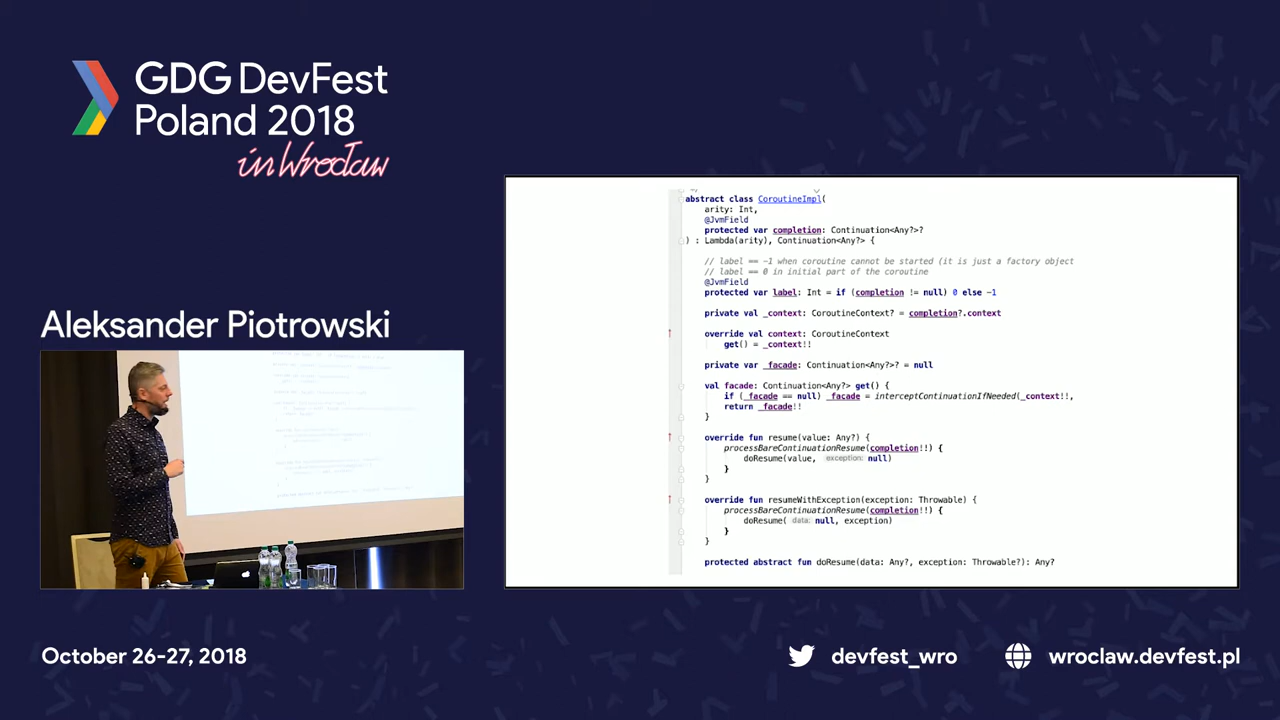 GDG DevFest
Poland 2018
in Wrocław
Aleksander Piotrowski
abstract class CoroutineImpl(
arity: Int,
@JvmField
protected var completion: Continuation<Any?>?
) : Lambda(arity), Continuation<Any?> {
// label == -1 when coroutine cannot be started (it is just a factory object
// label == 0 in initial part of the coroutine
@JvmField
protected var label: Int = if (completion != null) 0 else -1
private val _context: CoroutineContext? = completion?.context
override val context: CoroutineContext
get() = _context!!
private var _facade: Continuation<Any?>? = null
val facade: Continuation<Any?> get() {
if (_facade == null) _facade = interceptContinuationIfNeeded(_context!!,
return _facade!!
}
override fun resume(value: Any?) {
processBareContinuationResume(completion!!) {
doResume(value, exception: null)
}
}
override fun resumeWithException(exception: Throwable) {
processBareContinuationResume(completion!!) {
doResume( data: null, exception)
}
}
protected abstract fun doResume(data: Any?, exception: Throwable?): Any?
October 26-27, 2018
devfest_wro
wroclaw.devfest.pl